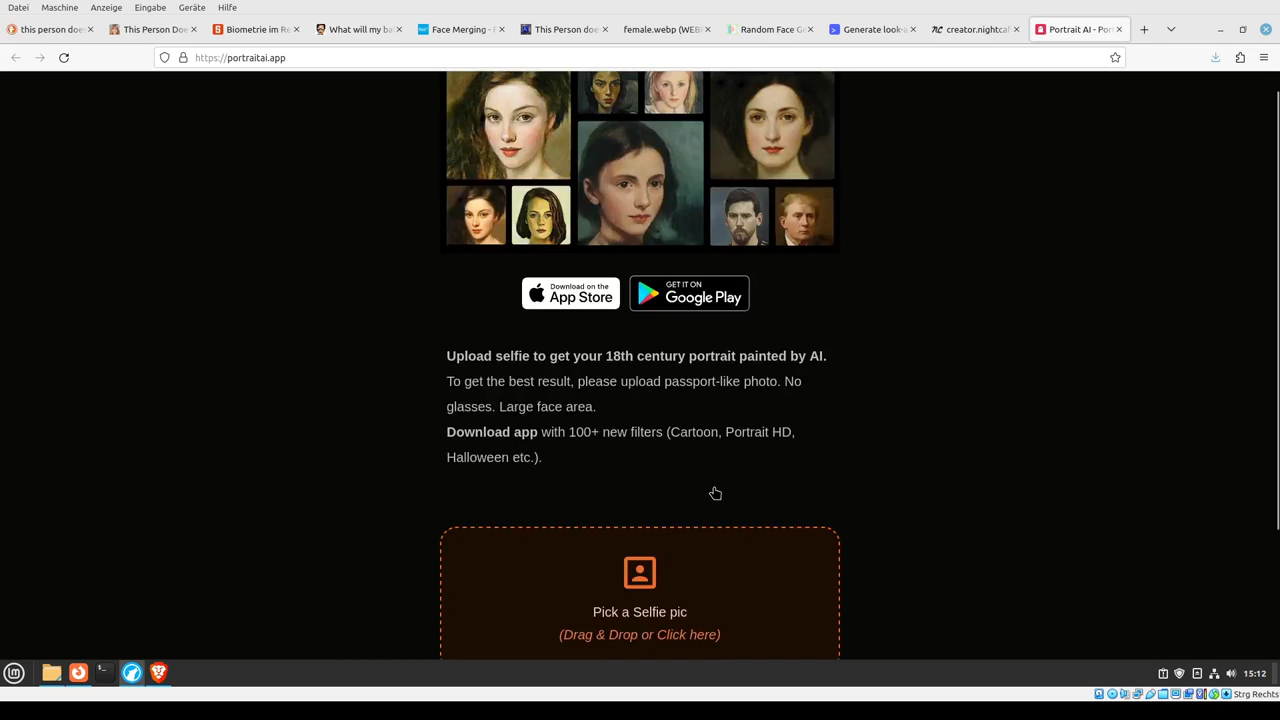 Datei Maschine Anzeige Eingabe Geräte Hilfe
this person doe
This Person Doe
Biometrie im Re
What will my ba
Face Merging -
This Person doe
female.webp (WEB
Random Face Ge
Generate look-a
creator.nightcaf
Portrait AI - Por
https://portraitai.app
Download on the
App Store
GET IT ON
Google Play
Upload selfie to get your 18th century portrait painted by AI.
To get the best result, please upload passport-like photo. No
glasses. Large face area.
Download app with 100+ new filters (Cartoon, Portrait HD,
Halloween etc.).
Pick a Selfie pic
(Drag & Drop or Click here)
15:12
Strg Rechts